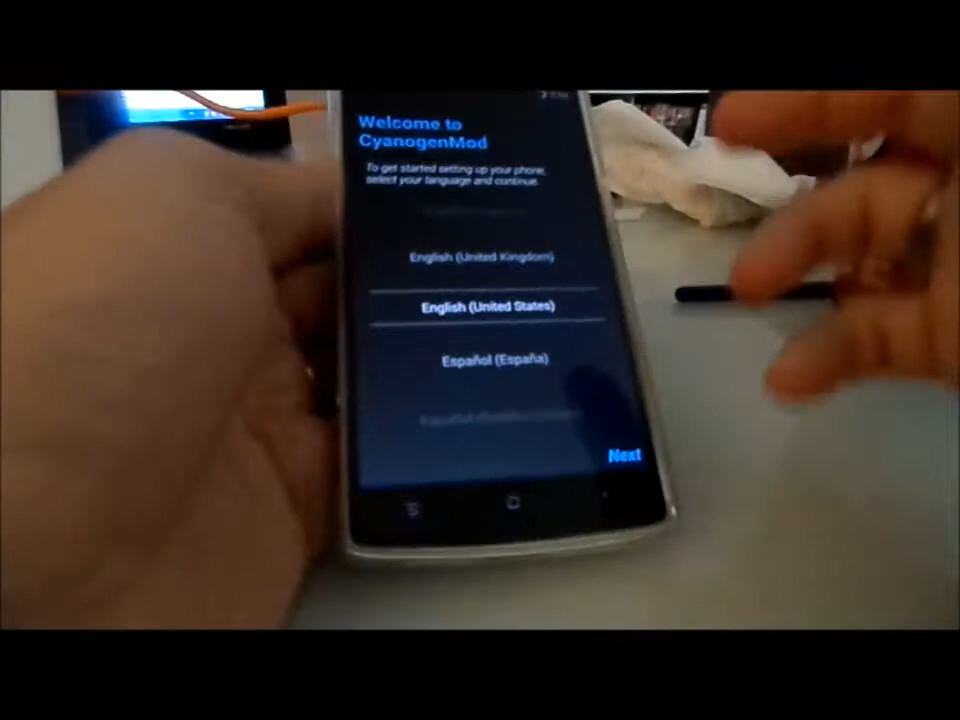 Welcome to
CyanogenMod
To get started setting up your phone,
select your language and continue.
English (United Kingdom)
English (United States)
Español (España)
Español
Next